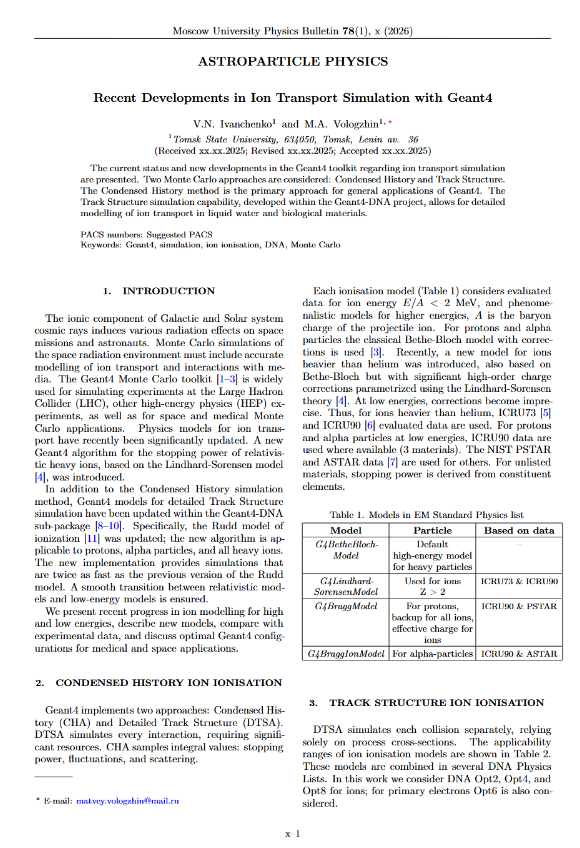 Moscow University Physics Bulletin 78(1), x (2026)
ASTROPARTICLE PHYSICS
Recent Developments in Ion Transport Simulation with Geant4
V.N. Ivanchenko1 and M.A. Vologzhin1, *
1 Tomsk State University, 634050, Tomsk, Lenin av. 36
(Received xx.xx.2025; Revised xx.xx.2025; Accepted xx.xx.2025)
The current status and new developments in the Geant4 toolkit regarding ion transport simulation
are presented. Two Monte Carlo approaches are considered: Condensed History and Track Structure.
The Condensed History method is the primary approach for general applications of Geant4. The
Track Structure simulation capability, developed within the Geant4-DNA project, allows for detailed
modelling of ion transport in liquid water and biological materials.
PACS numbers: Suggested PACS
Keywords: Geant4, simulation, ion ionisation, DNA, Monte Carlo
1. INTRODUCTION
The ionic component of Galactic and Solar system
cosmic rays induces various radiation effects on space
missions and astronauts. Monte Carlo simulations of
the space radiation environment must include accurate
modelling of ion transport and interactions with me-
dia. The Geant4 Monte Carlo toolkit [1–3] is widely
used for simulating experiments at the Large Hadron
Collider (LHC), other high-energy physics (HEP) ex-
periments, as well as for space and medical Monte
Carlo applications. Physics models for ion trans-
port have recently been significantly updated. A new
Geant4 algorithm for the stopping power of relativis-
tic heavy ions, based on the Lindhard-Sorensen model
[4], was introduced.
In addition to the Condensed History simulation
method, Geant4 models for detailed Track Structure
simulation have been updated within the Geant4-DNA
sub-package [8–10]. Specifically, the Rudd model of
ionization [11] was updated; the new algorithm is ap-
plicable to protons, alpha particles, and all heavy ions.
The new implementation provides simulations that
are twice as fast as the previous version of the Rudd
model. A smooth transition between relativistic mod-
els and low-energy models is ensured.
We present recent progress in ion modelling for high
and low energies, describe new models, compare with
experimental data, and discuss optimal Geant4 config-
urations for medical and space applications.
2. CONDENSED HISTORY ION IONISATION
Geant4 implements two approaches: Condensed His-
tory (CHA) and Detailed Track Structure (DTSA).
DTSA simulates every interaction, requiring signifi-
cant resources. CHA samples integral values: stopping
power, fluctuations, and scattering.
* E-mail: matvey.vologzhin@mail.ru
Each ionisation model (Table 1) considers evaluated
data for ion energy E/A < 2 MeV, and phenome-
nalistic models for higher energies, A is the baryon
charge of the projectile ion. For protons and alpha
particles the classical Bethe-Bloch model with correc-
tions is used [3]. Recently, a new model for ions
heavier than helium was introduced, also based on
Bethe-Bloch but with significant high-order charge
corrections parametrized using the Lindhard-Sorensen
theory [4]. At low energies, corrections become impre-
cise. Thus, for ions heavier than helium, ICRU73 [5]
and ICRU90 [6] evaluated data are used. For protons
and alpha particles at low energies, ICRU90 data are
used where available (3 materials). The NIST PSTAR
and ASTAR data [7] are used for others. For unlisted
materials, stopping power is derived from constituent
elements.
Table 1. Models in EM Standard Physics list
Model Particle Based on data
G4BetheBloch- Default –
Model high-energy model
for heavy particles
G4Lindhard- Used for ions ICRU73 & ICRU90
SorensenModel Z > 2
G4BraggModel For protons, ICRU90 & PSTAR
backup for all ions,
effective charge for
ions
G4BraggIonModel For alpha-particles ICRU90 & ASTAR
3. TRACK STRUCTURE ION IONISATION
DTSA simulates each collision separately, relying
solely on process cross-sections. The applicability
ranges of ion ionisation models are shown in Table 2.
These models are combined in several DNA Physics
Lists. In this work we consider DNA Opt2, Opt4, and
Opt8 for ions; for primary electrons Opt6 is also con-
sidered.
x–1